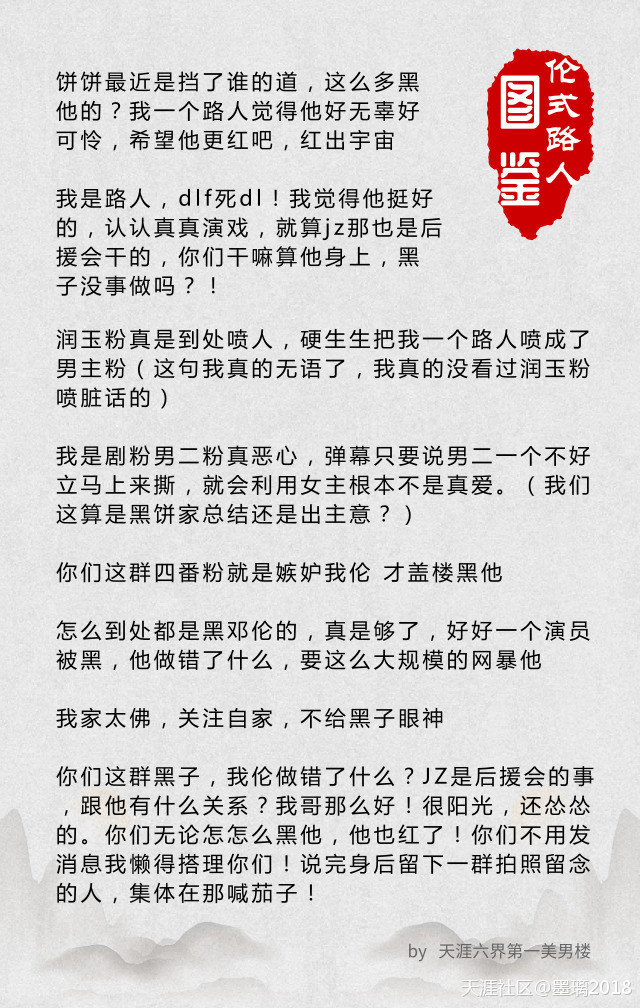 伦式路人
图鉴
饼饼最近是挡了谁的道，这么多黑
他的？我一个路人觉得他好无辜好
可怜，希望他更红吧，红出宇宙
我是路人，dlf死dl！我觉得他挺好
的，认认真真演戏，就算jz那也是后
援会干的，你们干嘛算他身上，黑
子没事做吗？！
润玉粉真是到处喷人，硬生生把我一个路人喷成了
男主粉（这句我真的无语了，我真的没看过润玉粉
喷脏话的）
我是剧粉男二粉真恶心，弹幕只要说男二一个不好
立马上来撕，就会利用女主根本不是真爱。（我们
这算是黑饼家总结还是出主意？）
你们这群四番粉就是嫉妒我伦 才盖楼黑他
怎么到处都是黑邓伦的，真是够了，好好一个演员
被黑，他做错了什么，要这么大规模的网暴他
我家太佛，关注自家，不给黑子眼神
你们这群黑子，我伦做错了什么？JZ是后援会的事
，跟他有什么关系？我哥那么好！很阳光，还怂怂
的。你们无论怎怎么黑他，他也红了！你们不用发
消息我懒得搭理你们！说完身后留下一群拍照留念
的人，集体在那喊茄子！
by 天涯六界第一美男楼
天涯社区@墨璃2018